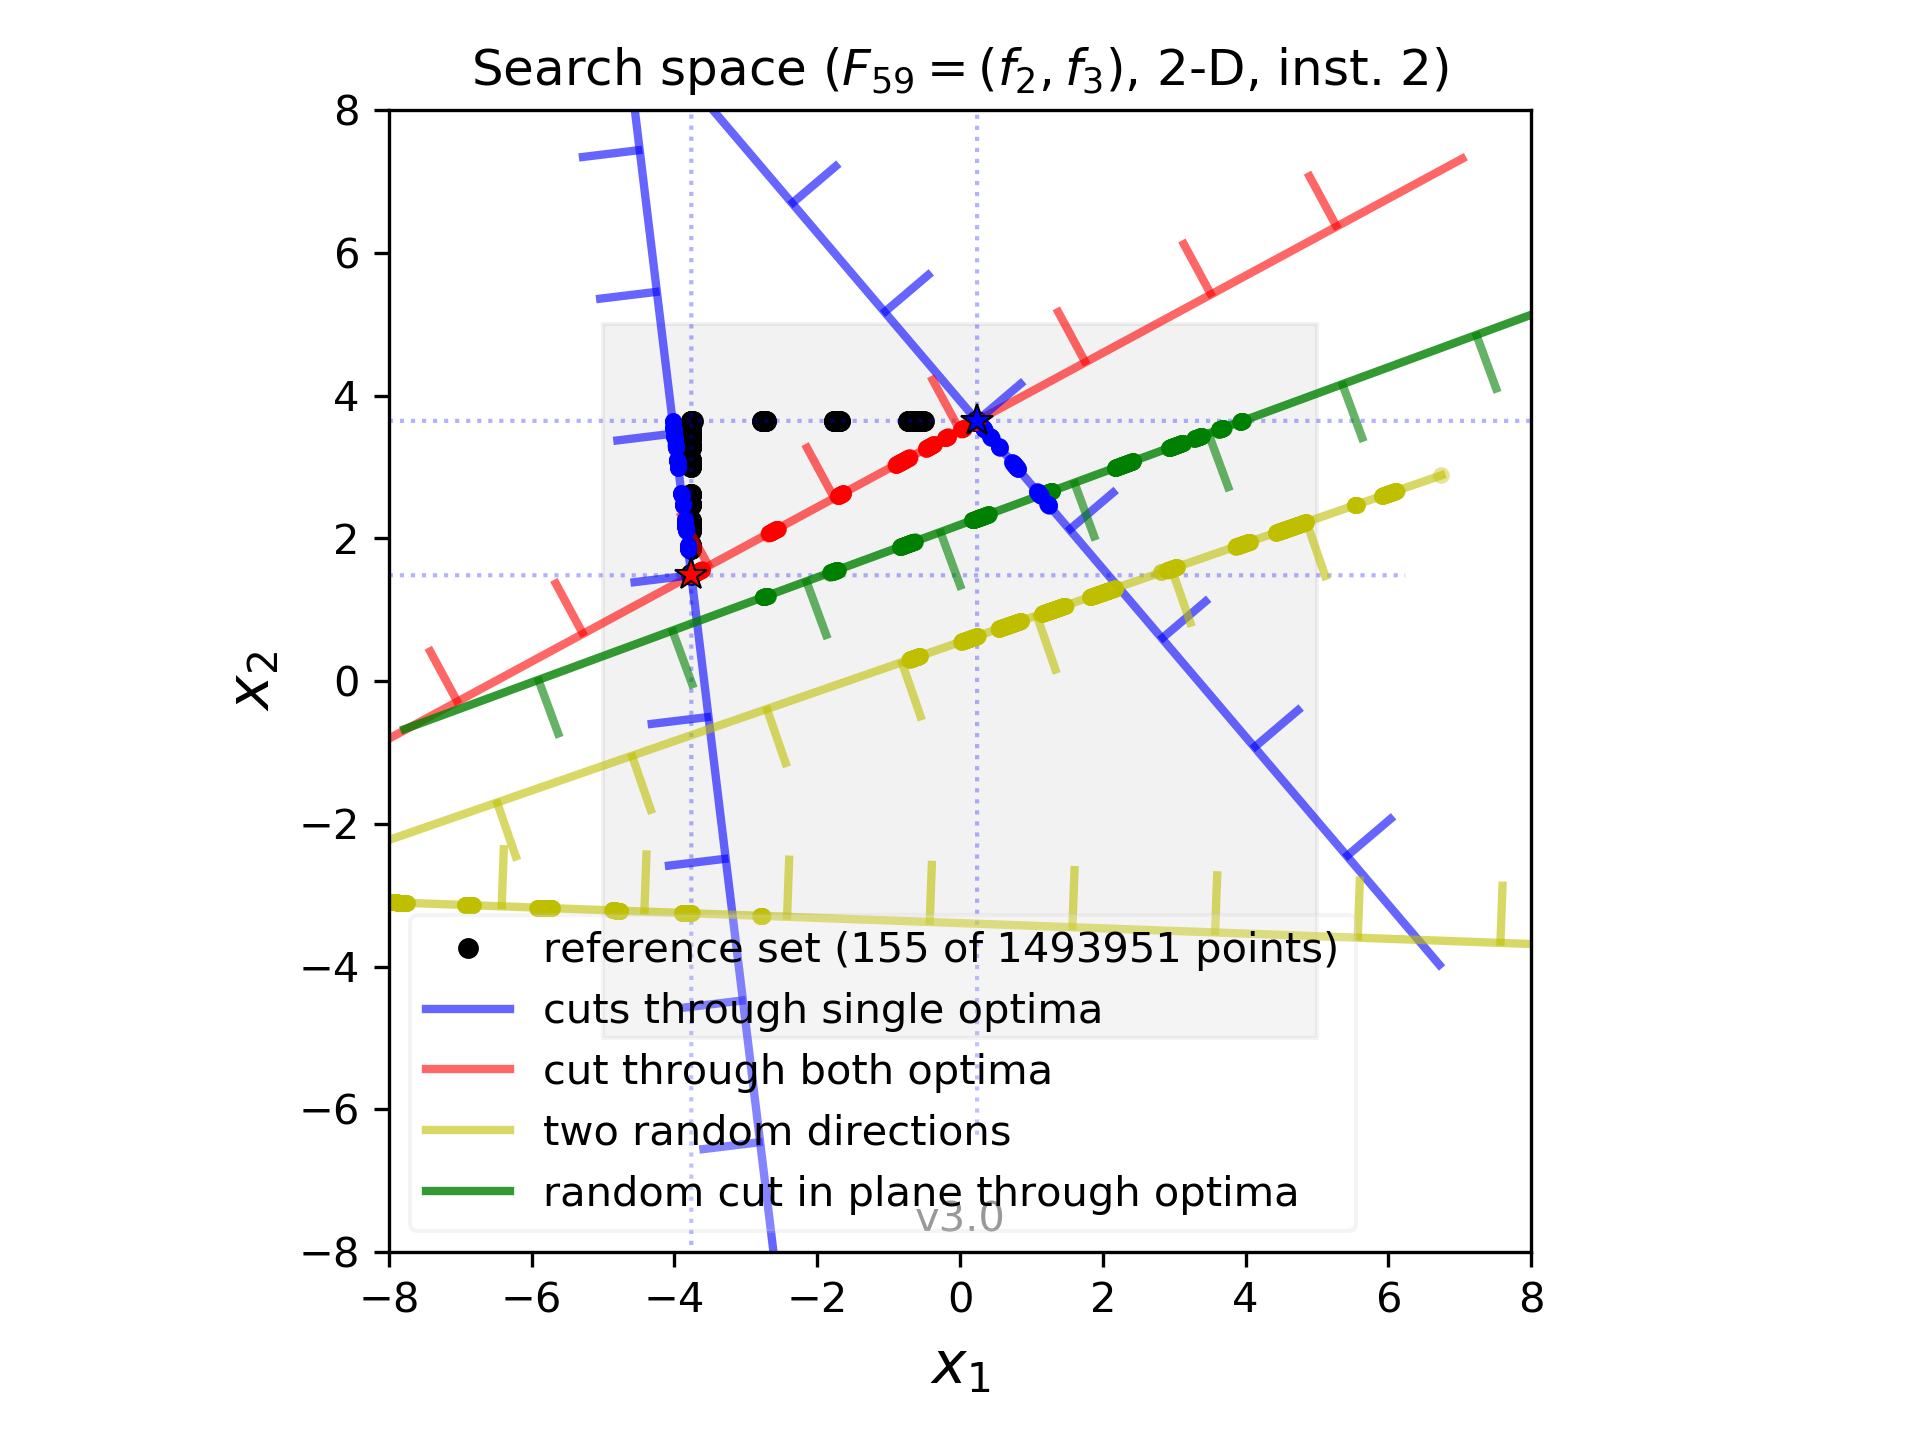 Search space (F59 = (f2, f3), 2-D, inst. 2)
8
6
4
2
0
−2
−4
−6
−8
x2
reference set (155 of 1493951 points)
cuts through single optima
cut through both optima
two random directions
random cut in plane through optima
v3.0
−8 −6 −4 −2 0 2 4 6 8
x1